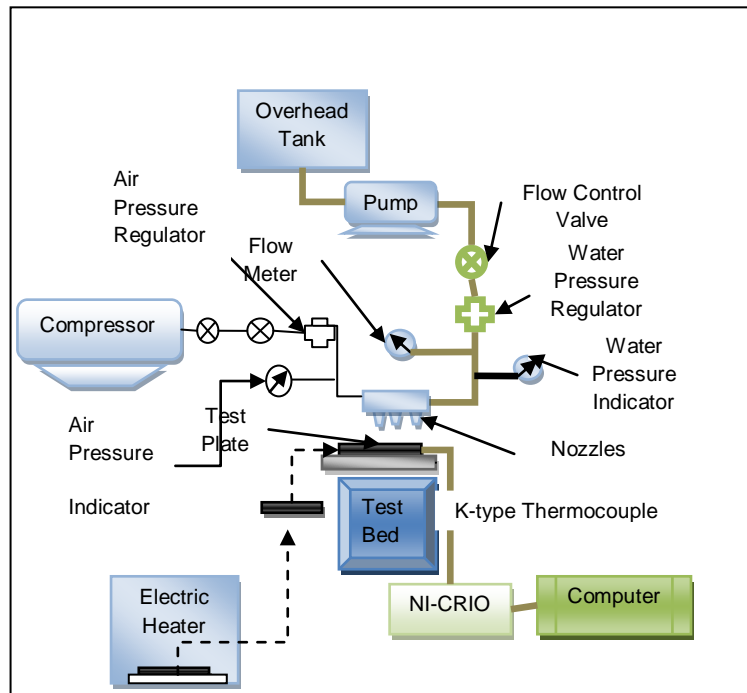 Overhead
Tank
Air
Pressure
Regulator
Pump
Flow Control
Valve
Flow
Meter
Water
Pressure
Regulator
Compressor
Water
Pressure
Indicator
Test
Plate
Air
Pressure
Indicator
Nozzles
Test
Bed
K-type Thermocouple
Electric
Heater
NI-CRIO
Computer